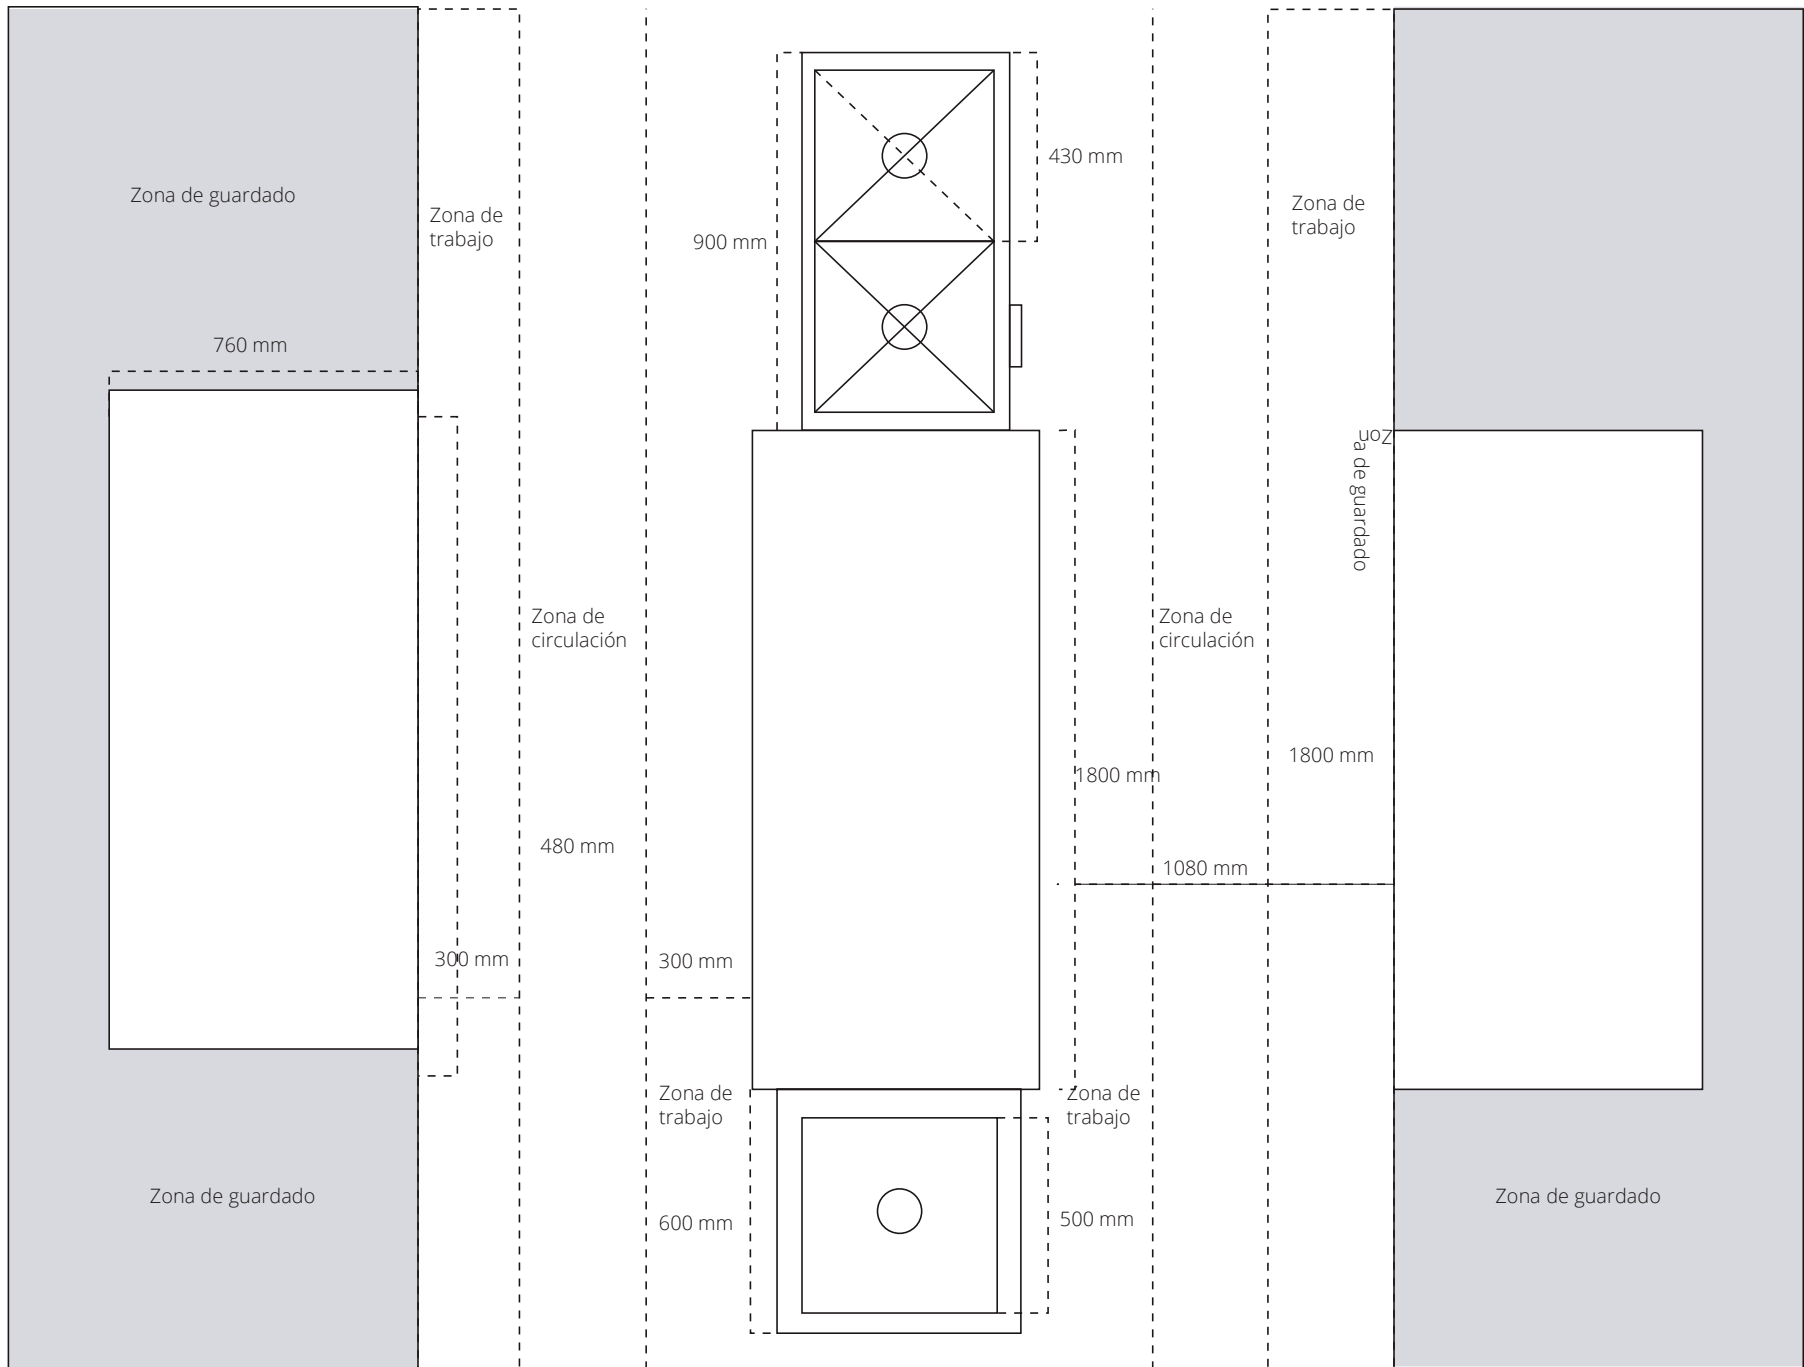 Zona de guardado
Zona de
trabajo
760 mm
900 mm
430 mm
Zona de
trabajo
Zon
a de guardado
Zona de
circulación
Zona de
circulación
480 mm
1800 mm
1800 mm
1080 mm
300 mm
300 mm
Zona de
trabajo
Zona de
trabajo
Zona de guardado
600 mm
500 mm
Zona de guardado